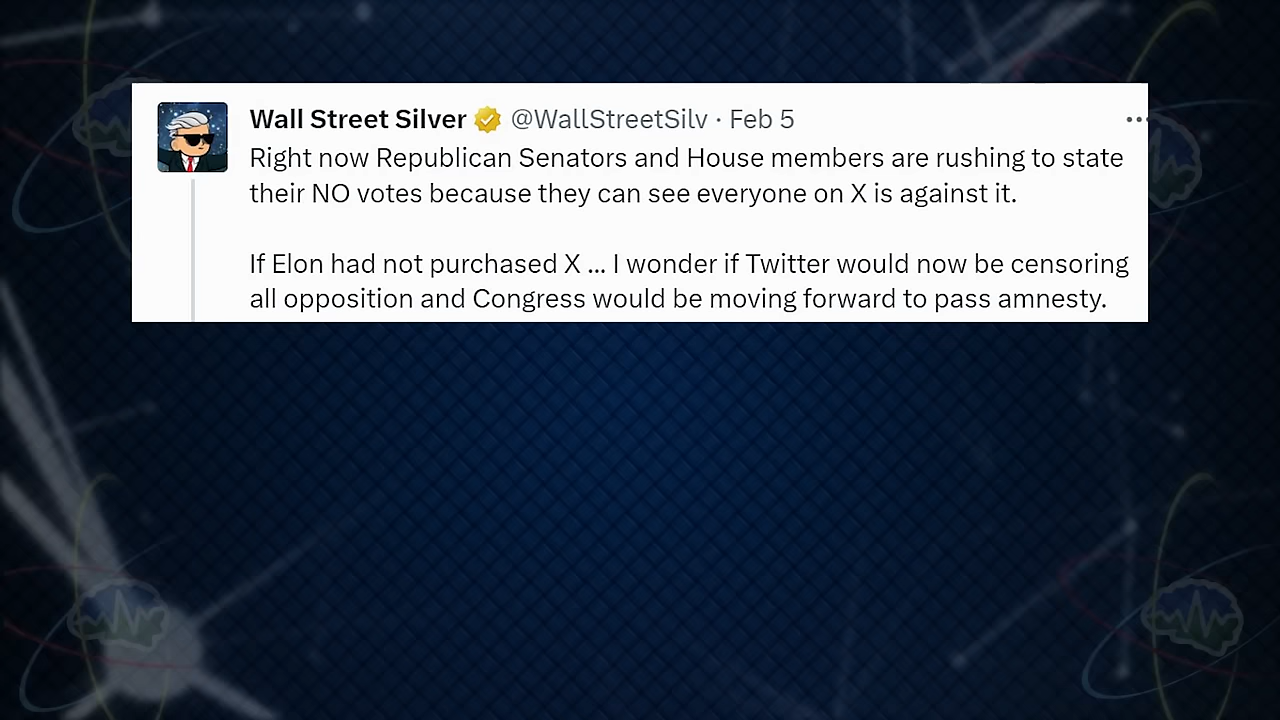 Wall Street Silver @WallStreetSilv · Feb 5
Right now Republican Senators and House members are rushing to state
their NO votes because they can see everyone on X is against it.
If Elon had not purchased X ... I wonder if Twitter would now be censoring
all opposition and Congress would be moving forward to pass amnesty.